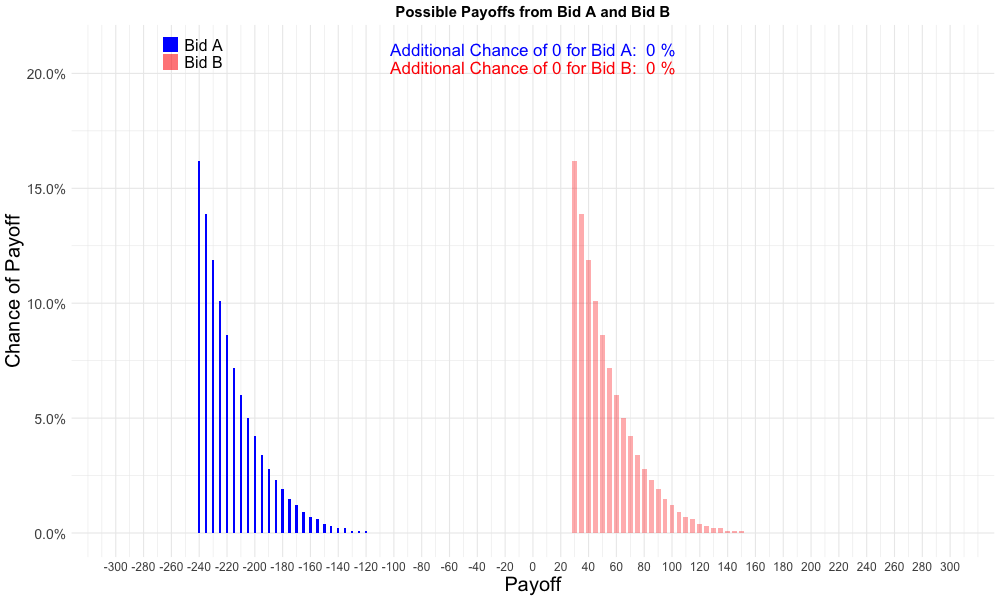 Possible Payoffs from Bid A and Bid B
Bid A
Bid B
Additional Chance of 0 for Bid A:  0 %
Additional Chance of 0 for Bid B:  0 %
Chance of Payoff
20.0%
15.0%
10.0%
5.0%
0.0%
-300 -280 -260 -240 -220 -200 -180 -160 -140 -120 -100 -80 -60 -40 -20 0 20 40 60 80 100 120 140 160 180 200 220 240 260 280 300
Payoff